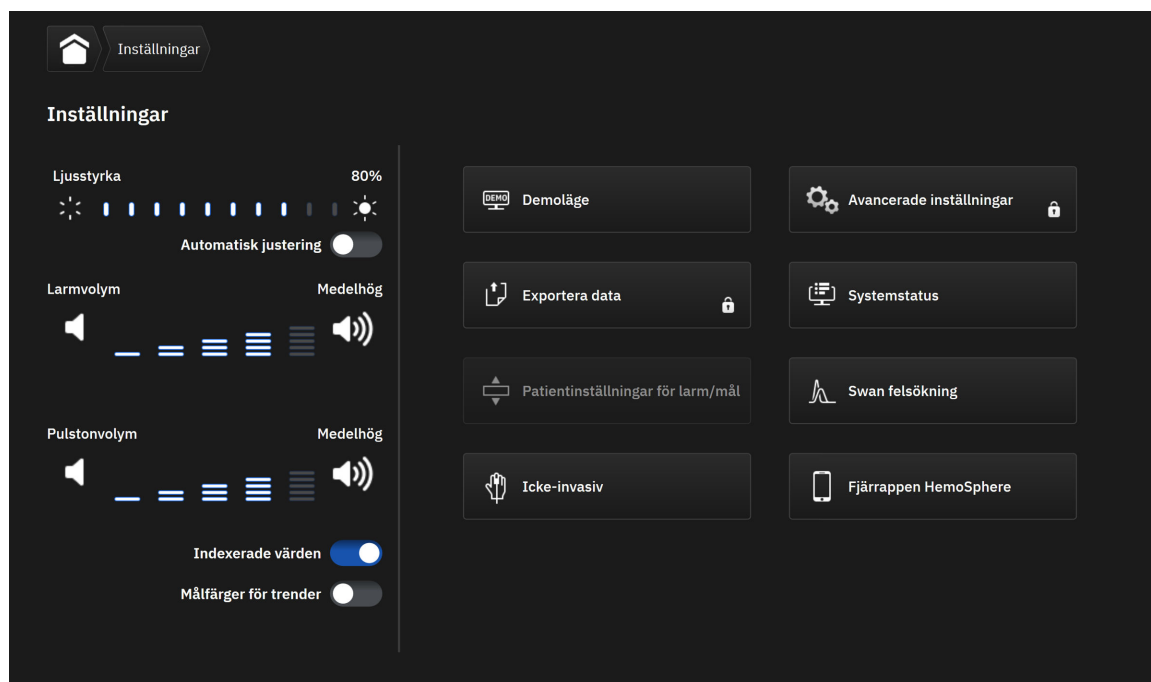 Inställningar
Inställningar
Ljusstyrka 80%
Automatisk justering
Larmvolym Medelhög
Pulstonvolym Medelhög
Indexerade värden
Målfärger för trender
DEMO Demoläge
Avancerade inställningar
Exportera data
Systemstatus
Patientinställningar för larm/mål
Swan felsökning
Icke-invasiv
Fjärrappen HemoSphere